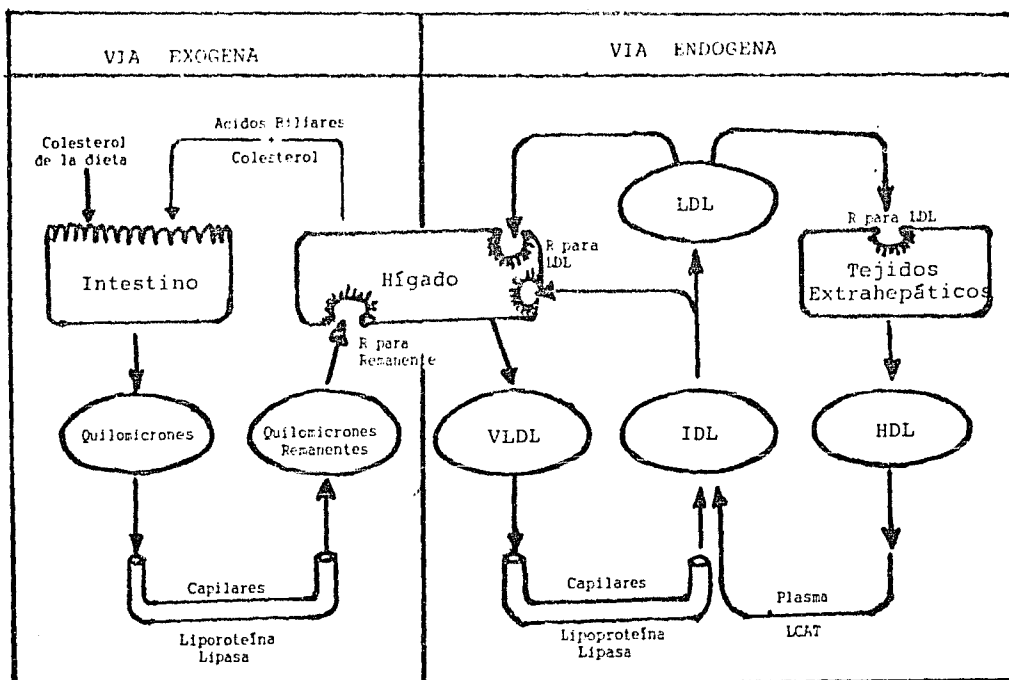 VIA EXOGENA
VIA ENDOGENA
Colesterol
de la dieta
Acidos Biliares
+
Colesterol
Intestino
Hígado
R para
LDL
R para
Remanente
LDL
R para LDL
Tejidos
Extrahepáticos
Quilomicrones
Quilomicrones
Remanentes
VLDL
IDL
HDL
Capilares
Liporoteína
Lipasa
Capilares
Lipoproteína
Lipasa
Plasma
LCAT